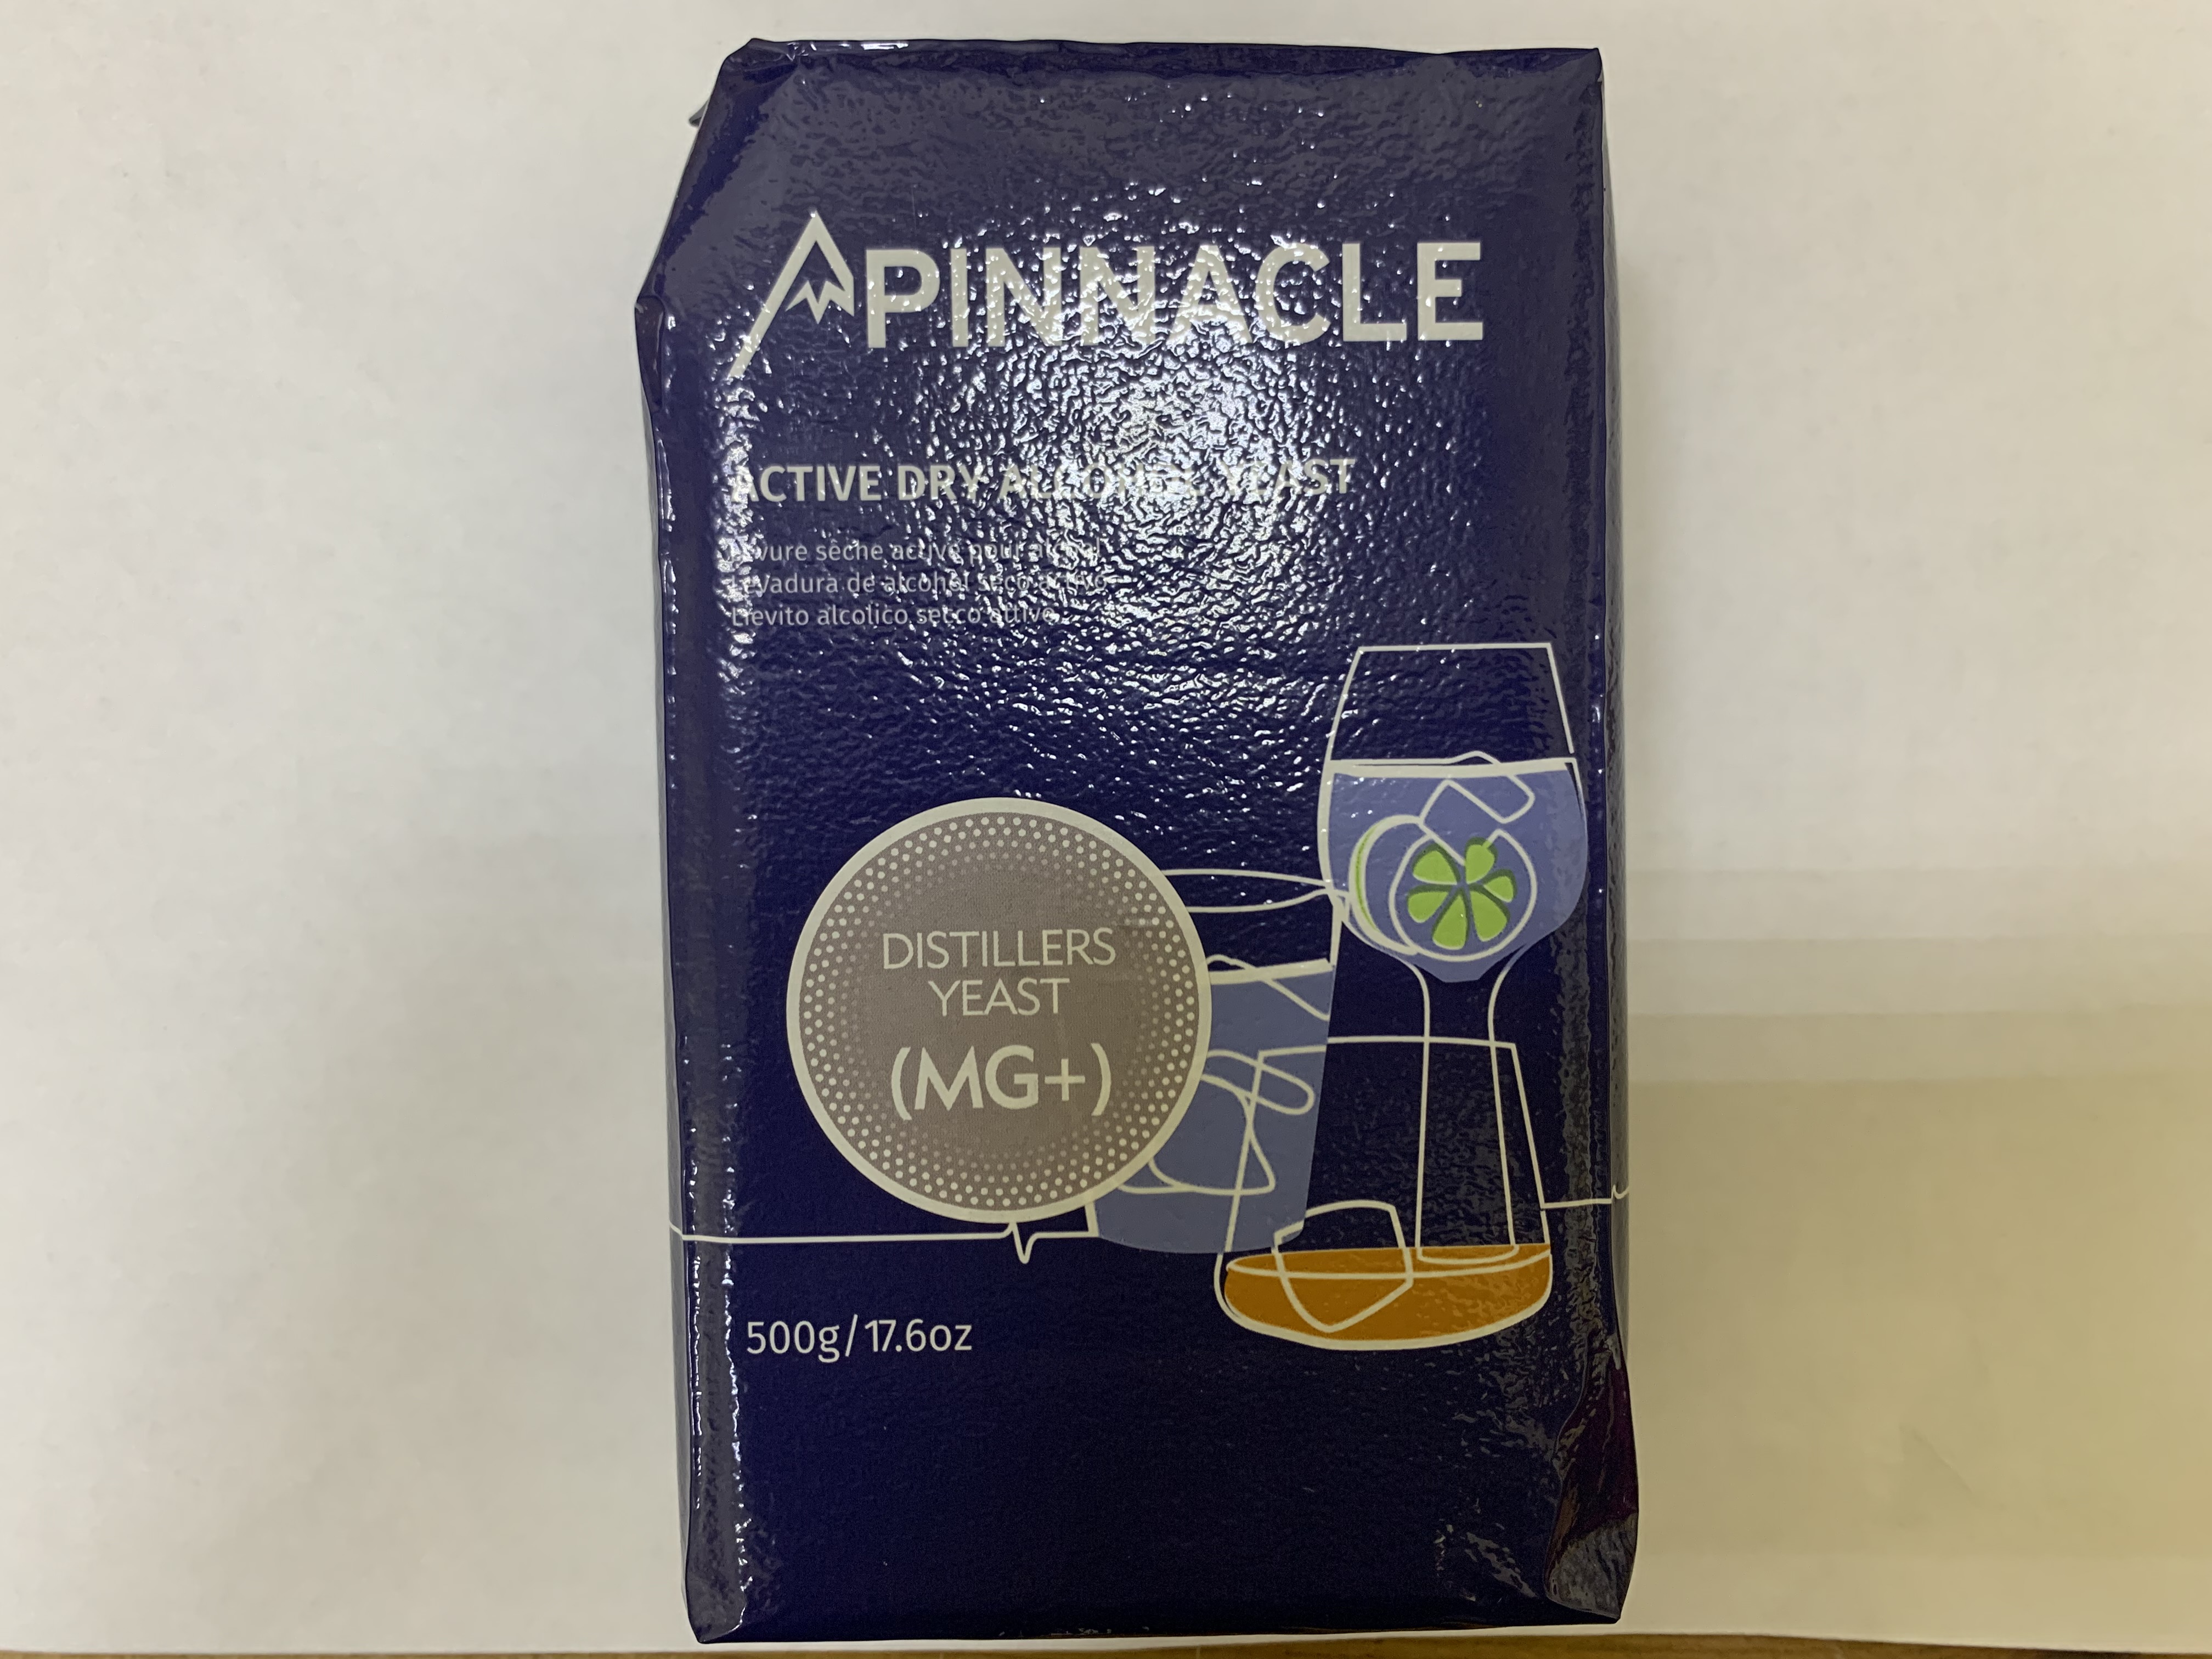 PINNACLE
ACTIVE DRY ALCOHOL YEAST
Levure sèche active pour alcool
Levadura de alcohol seco activo
Lievito alcolico secco attivo
DISTILLERS
YEAST
(MG+)
500g/17.6oz